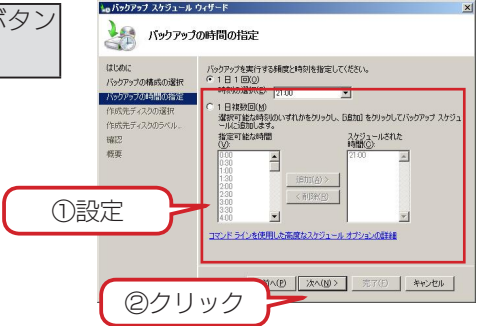 ボタン
バックアップ スケジュール ウィザード
バックアップの時間の指定
はじめに
バックアップの構成の選択
バックアップの時間の指定
作成先ディスクの選択
作成先ディスクのラベル...
確認
概要
バックアップを実行する頻度と時刻を指定してください。
1 日 1 回(O)
時刻の選択(E): 21:00
1 日複数回(M)
選択可能な時刻のいずれかをクリックし、[追加] をクリックしてバックアップ スケジュ
ールに追加します。
指定可能な時間
(V):
スケジュールされた
時間(C):
0:00
0:30
1:00
1:30
2:00
2:30
3:00
3:30
4:00
21:00
追加(A) >
< 削除(R)
コマンド ラインを使用した高度なスケジュール オプションの詳細
①設定
へ(P)
次へ(N) >
完了(F)
キャンセル
②クリック